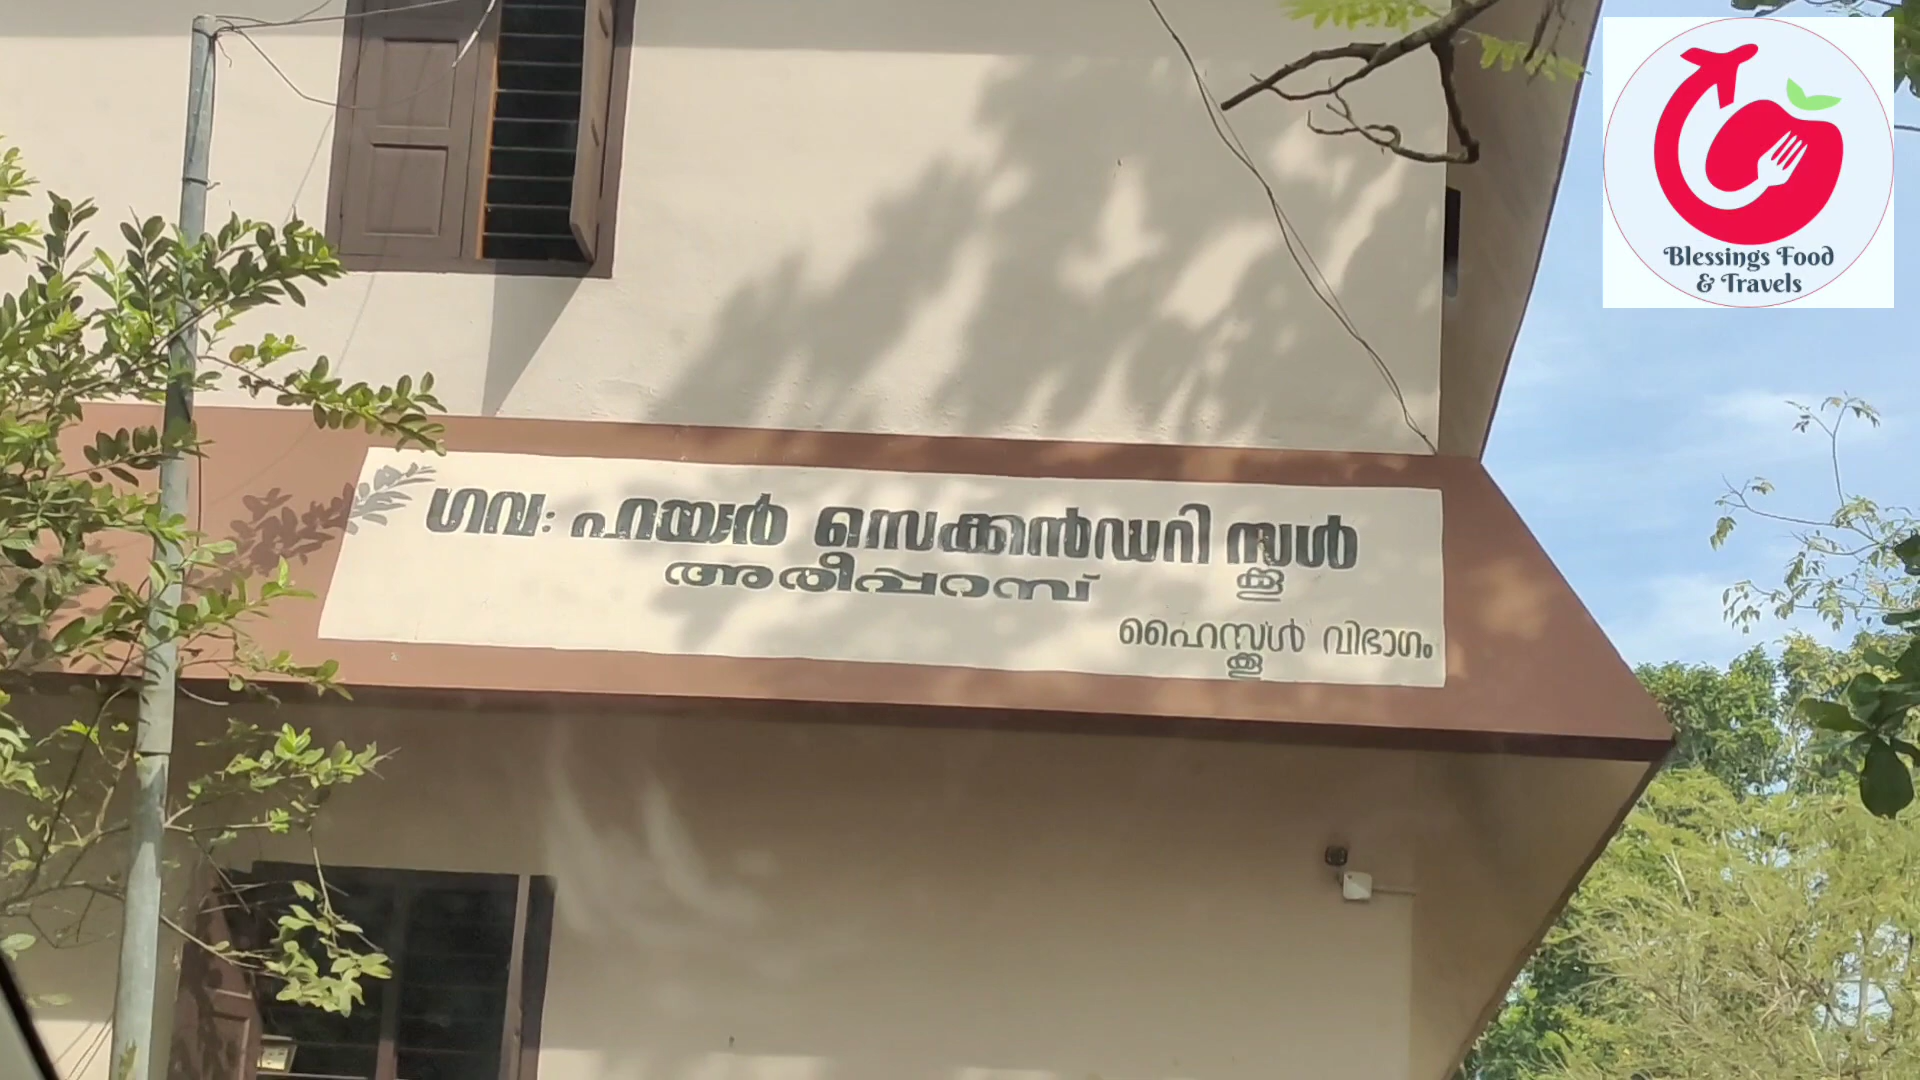 ഗവ: ഹയർ സെക്കൻഡറി സ്കൂൾ
അരീപ്പറമ്പ്
ഹൈസ്കൂൾ വിഭാഗം
Blessings Food
& Travels